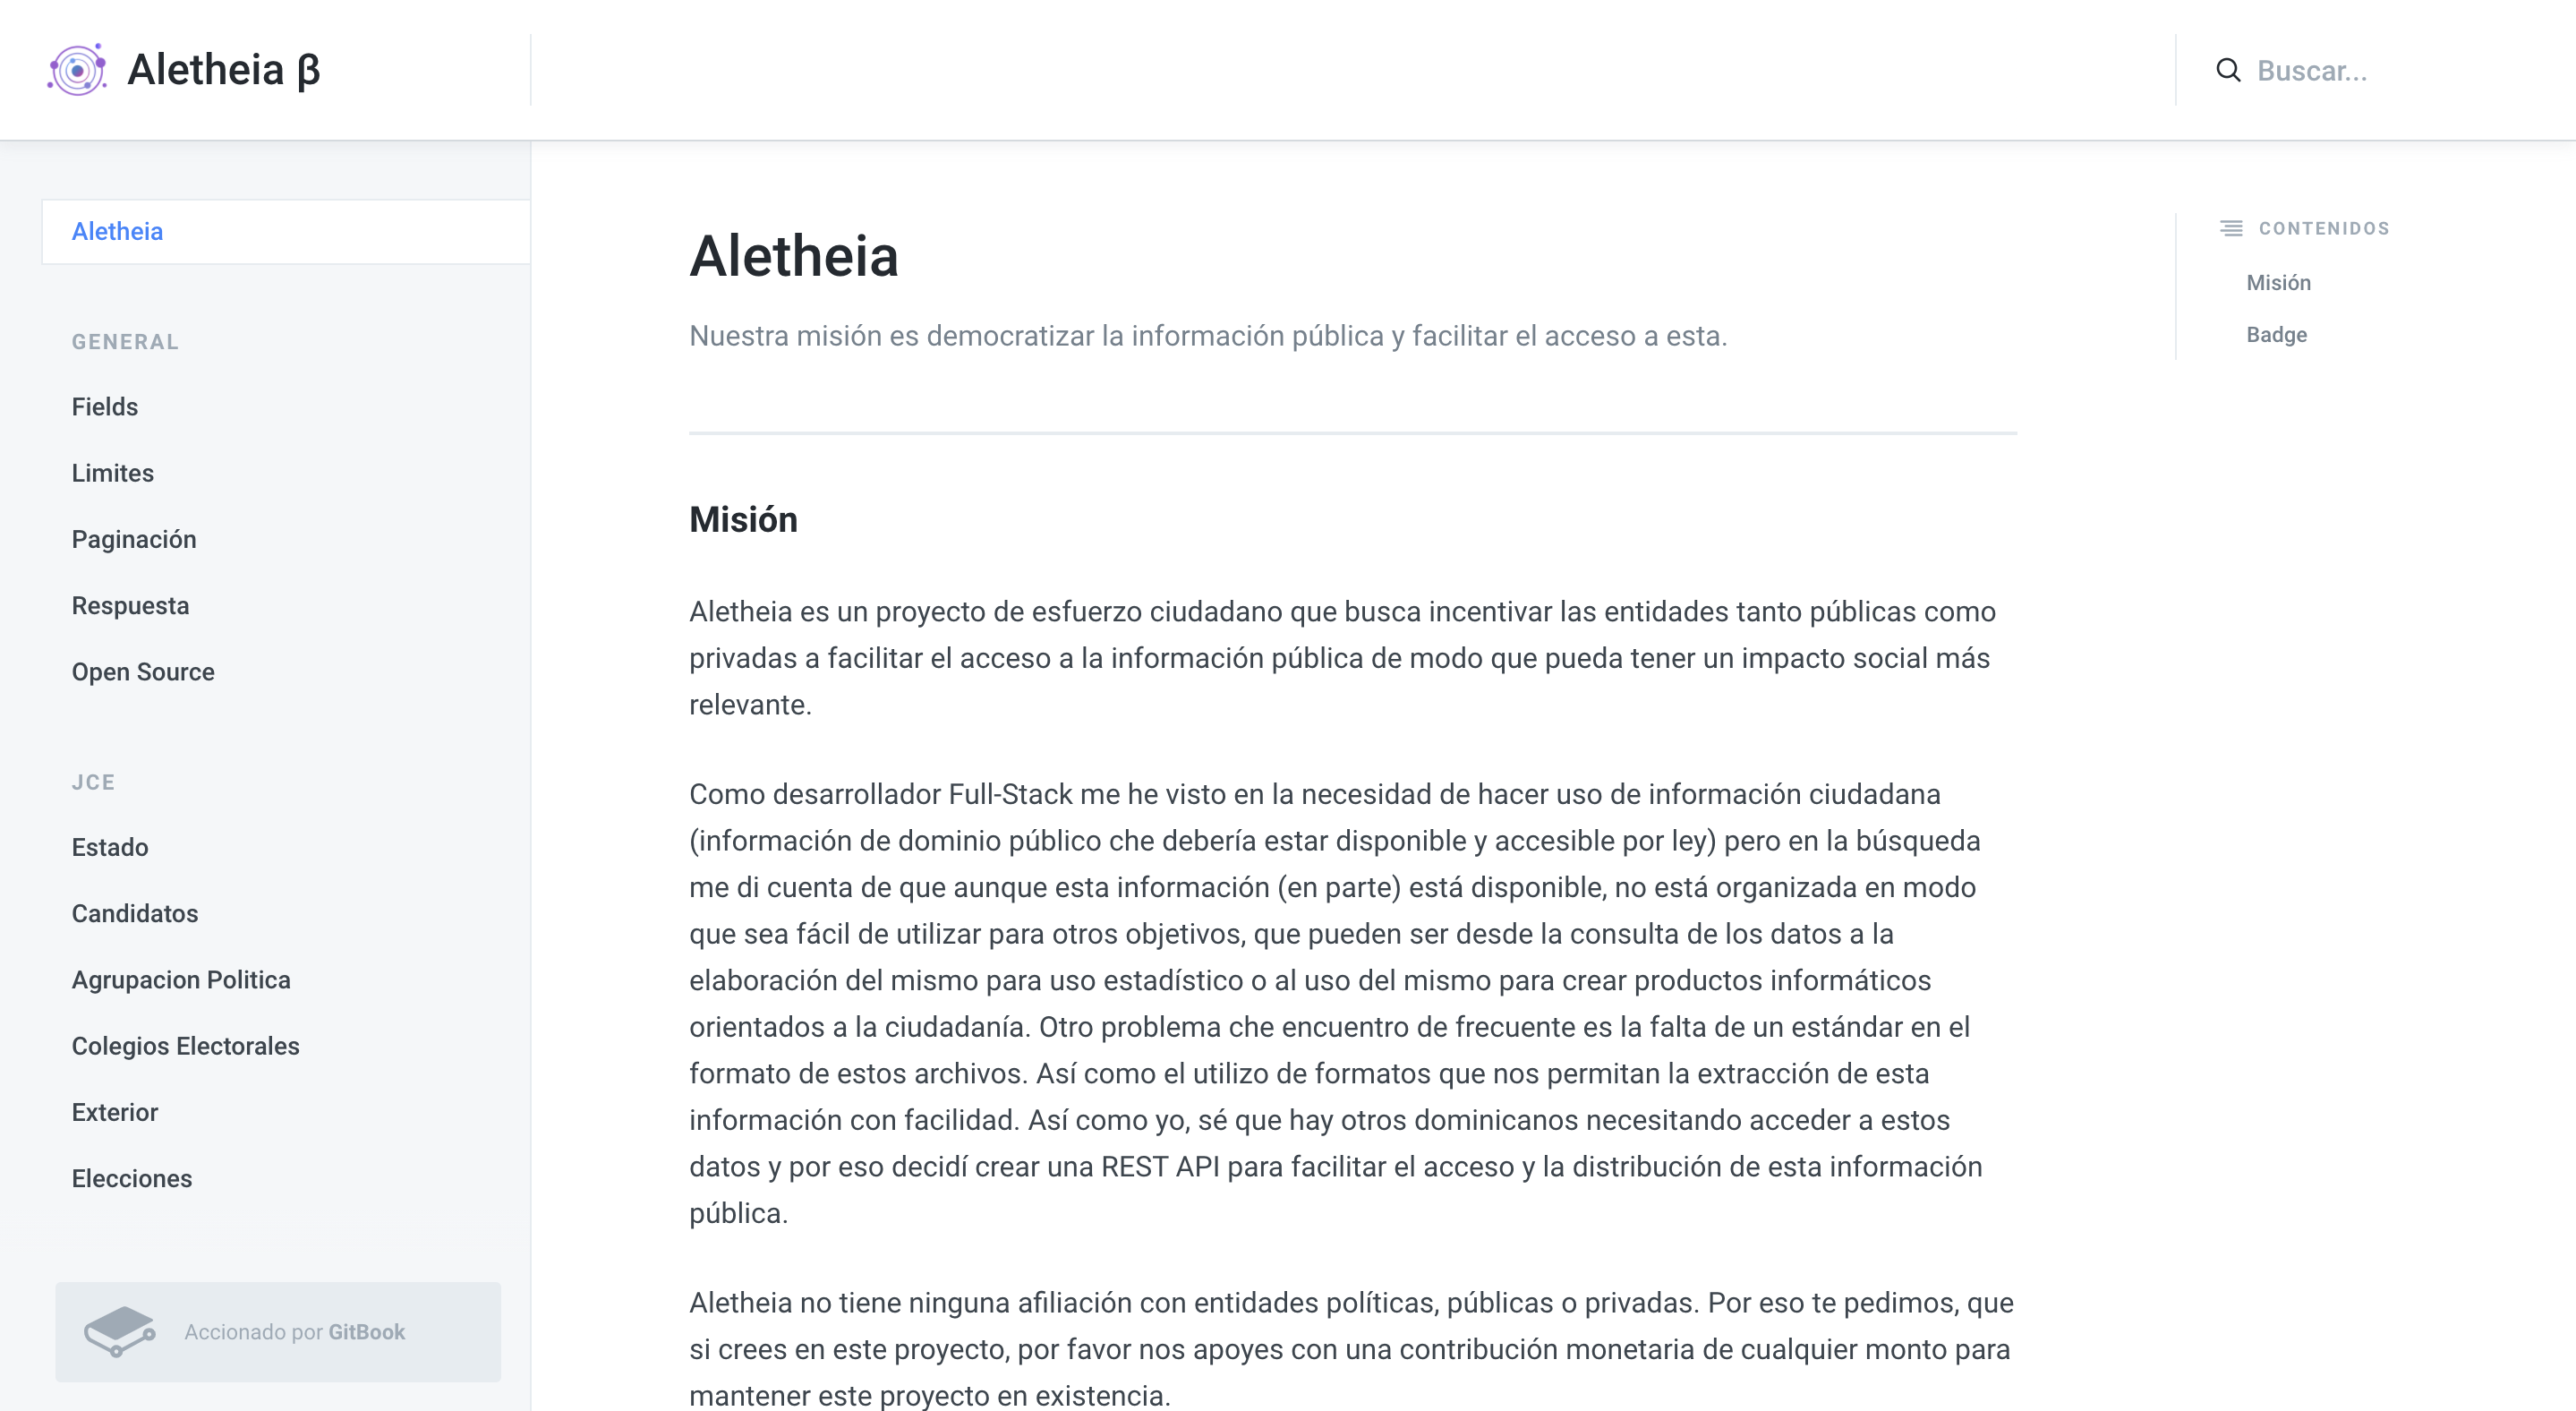 Aletheia β
Buscar...
Aletheia
GENERAL
Fields
Limites
Paginación
Respuesta
Open Source
JCE
Estado
Candidatos
Agrupacion Politica
Colegios Electorales
Exterior
Elecciones
Accionado por GitBook
Aletheia
Nuestra misión es democratizar la información pública y facilitar el acceso a esta.
Misión
Aletheia es un proyecto de esfuerzo ciudadano que busca incentivar las entidades tanto públicas como
privadas a facilitar el acceso a la información pública de modo que pueda tener un impacto social más
relevante.
Como desarrollador Full-Stack me he visto en la necesidad de hacer uso de información ciudadana
(información de dominio público che debería estar disponible y accesible por ley) pero en la búsqueda
me di cuenta de que aunque esta información (en parte) está disponible, no está organizada en modo
que sea fácil de utilizar para otros objetivos, que pueden ser desde la consulta de los datos a la
elaboración del mismo para uso estadístico o al uso del mismo para crear productos informáticos
orientados a la ciudadanía. Otro problema che encuentro de frecuente es la falta de un estándar en el
formato de estos archivos. Así como el utilizo de formatos que nos permitan la extracción de esta
información con facilidad. Así como yo, sé que hay otros dominicanos necesitando acceder a estos
datos y por eso decidí crear una REST API para facilitar el acceso y la distribución de esta información
pública.
Aletheia no tiene ninguna afiliación con entidades políticas, públicas o privadas. Por eso te pedimos, que
si crees en este proyecto, por favor nos apoyes con una contribución monetaria de cualquier monto para
mantener este proyecto en existencia.
CONTENIDOS
Misión
Badge